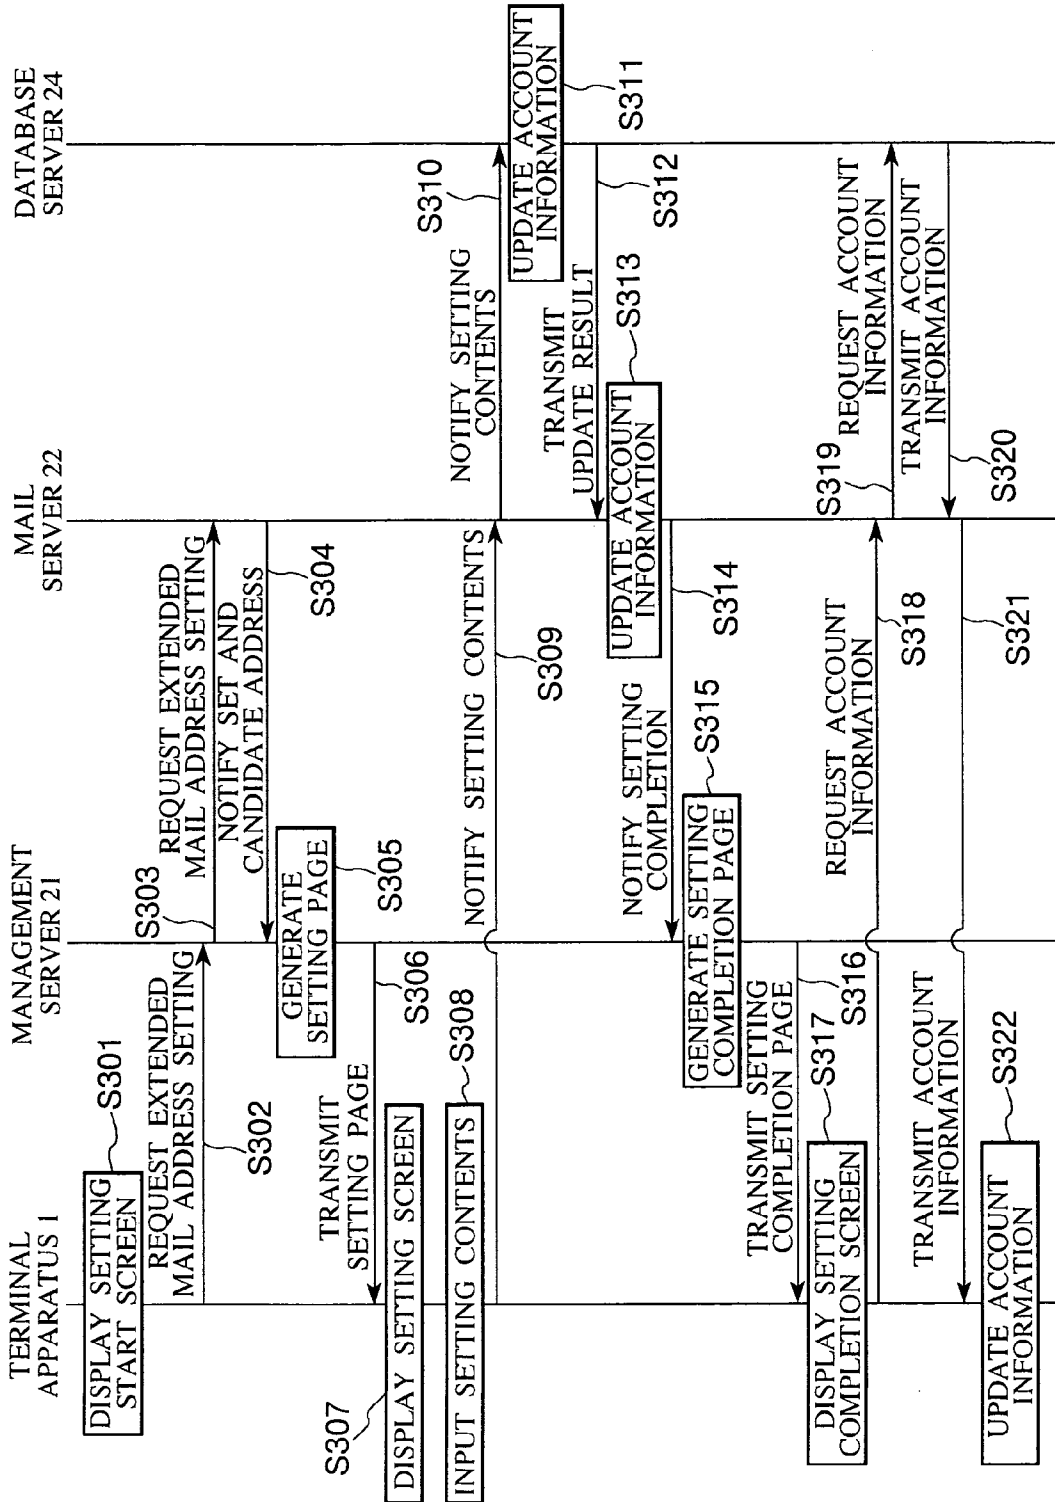 TERMINAL
APPARATUS 1
MANAGEMENT
SERVER 21
MAIL
SERVER 22
DATABASE
SERVER 24
DISPLAY SETTING
START SCREEN
S301
REQUEST EXTENDED
MAIL ADDRESS SETTING
S302
S303
REQUEST EXTENDED
MAIL ADDRESS SETTING
NOTIFY SET AND
CANDIDATE ADDRESS
S304
GENERATE
SETTING PAGE
S305
TRANSMIT
SETTING PAGE
S306
S307
DISPLAY SETTING SCREEN
INPUT SETTING CONTENTS
S308
NOTIFY SETTING CONTENTS
S309
NOTIFY SETTING
CONTENTS
S310
UPDATE ACCOUNT
INFORMATION
S311
TRANSMIT
UPDATE RESULT
S312
UPDATE ACCOUNT
INFORMATION
S313
NOTIFY SETTING
COMPLETION
S314
GENERATE SETTING
COMPLETION PAGE
S315
TRANSMIT SETTING
COMPLETION PAGE
S316
DISPLAY SETTING
COMPLETION SCREEN
S317
REQUEST ACCOUNT
INFORMATION
S318
S319
REQUEST ACCOUNT
INFORMATION
TRANSMIT ACCOUNT
INFORMATION
S320
TRANSMIT ACCOUNT
INFORMATION
S321
UPDATE ACCOUNT
INFORMATION
S322